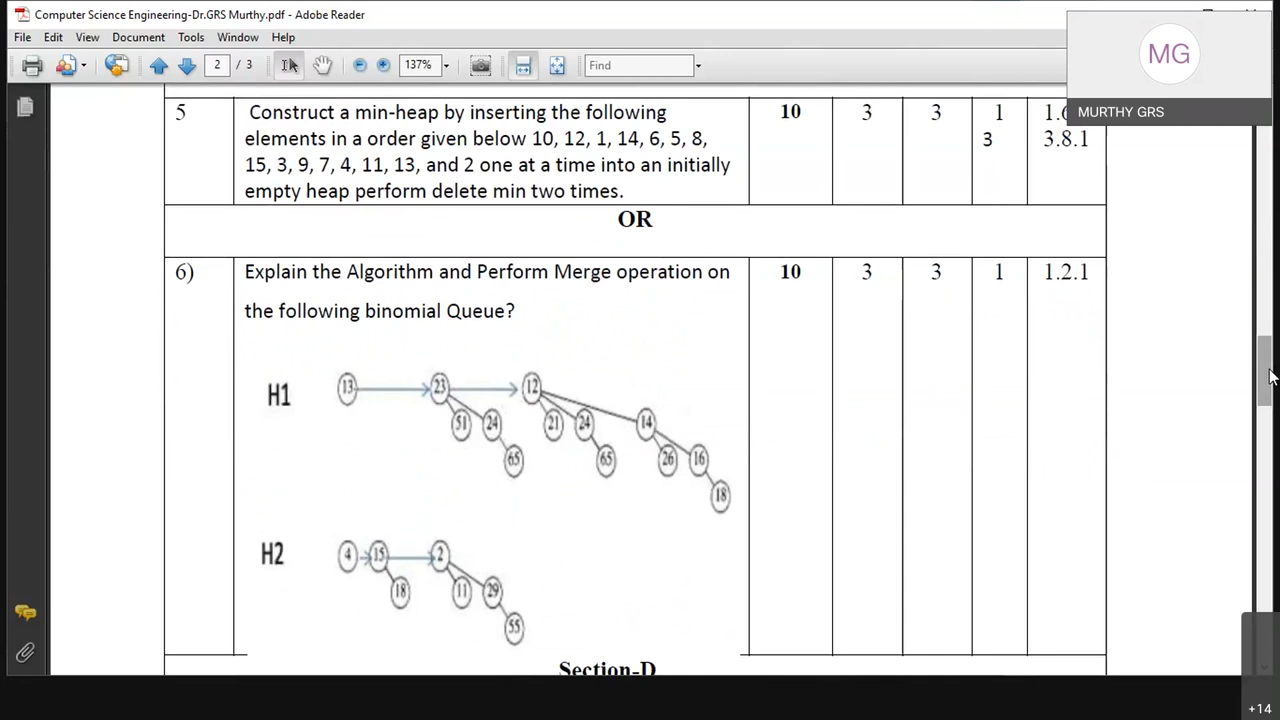 Computer Science Engineering-Dr.GRS Murthy.pdf - Adobe Reader
File Edit View Document Tools Window Help
2 / 3 137% Find
MG
MURTHY GRS
5 Construct a min-heap by inserting the following 10 3 3 1
elements in a order given below 10, 12, 1, 14, 6, 5, 8, 3 3.8.1
15, 3, 9, 7, 4, 11, 13, and 2 one at a time into an initially
empty heap perform delete min two times.
OR
6) Explain the Algorithm and Perform Merge operation on 10 3 3 1 1.2.1
the following binomial Queue?
H1 13 23 12
51 24 21 24 14
65 65 26 16
18
H2 4 15 2
18 11 29
55
Section-D
+14